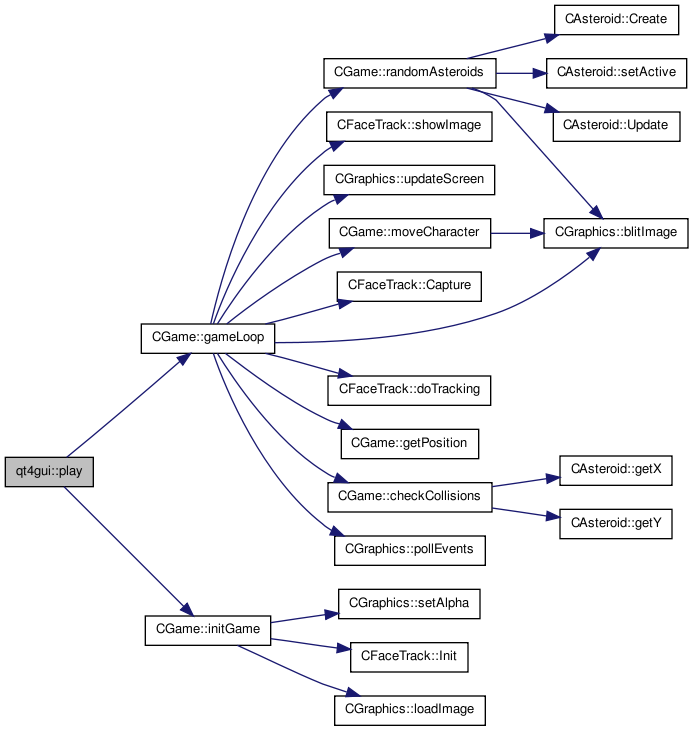 CAsteroid::Create
CGame::randomAsteroids
CAsteroid::setActive
CFaceTrack::showImage
CAsteroid::Update
CGraphics::updateScreen
CGame::moveCharacter
CGraphics::blitImage
CFaceTrack::Capture
CGame::gameLoop
CFaceTrack::doTracking
CGame::getPosition
qt4gui::play
CAsteroid::getX
CGame::checkCollisions
CAsteroid::getY
CGraphics::pollEvents
CGraphics::setAlpha
CGame::initGame
CFaceTrack::Init
CGraphics::loadImage